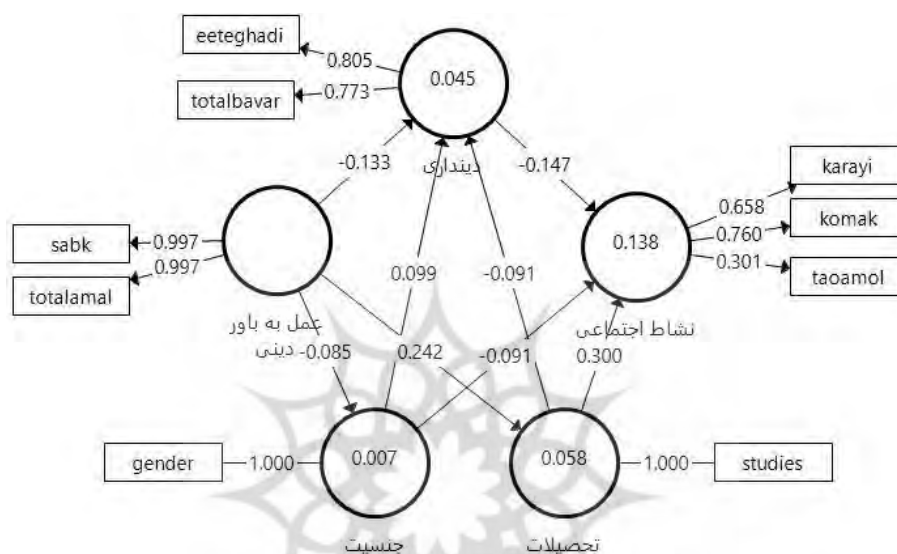 eeteghadi
0.805
0.045
totalbavar
0.773
دینداری
-0.133
-0.147
karayi
0.658
sabk
0.997
0.138
0.760
komak
0.301
taoamol
totalamal
0.997
0.099
-0.091
عمل به باور
دینی
نشاط اجتماعی
-0.085
0.242
-0.091
0.300
gender
1.000
0.007
0.058
1.000
studies
جنسیت
تحصیلات